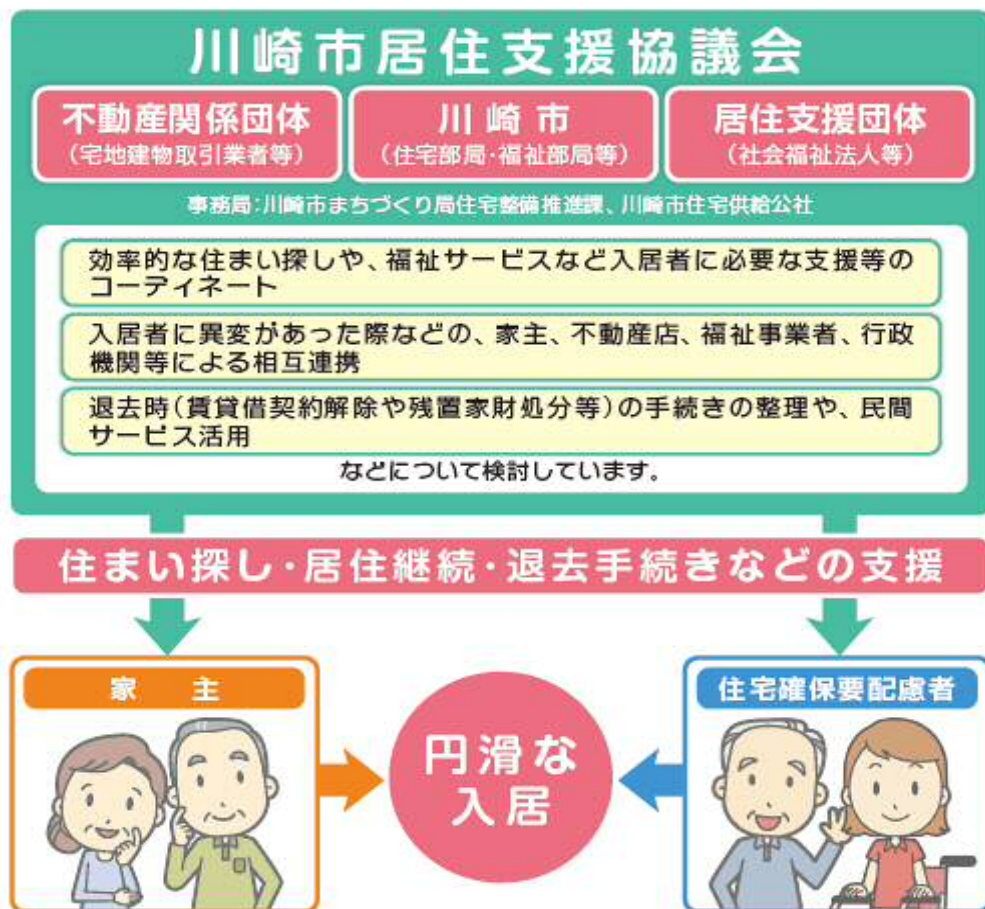 川崎市居住支援協議会
不動産関係団体
（宅地建物取引業者等）
川崎市
（住宅部局・福祉部局等）
居住支援団体
（社会福祉法人等）
事務局：川崎市まちづくり局住宅整備推進課、川崎市住宅供給公社
効率的な住まい探しや、福祉サービスなど入居者に必要な支援等の
コーディネート
入居者に異変があった際などの、家主、不動産店、福祉事業者、行政
機関等による相互連携
退去時（賃貸借契約解除や残置家財処分等）の手続きの整理や、民間
サービス活用
などについて検討しています。
住まい探し・居住継続・退去手続きなどの支援
家　主
住宅確保要配慮者
円滑な
入居